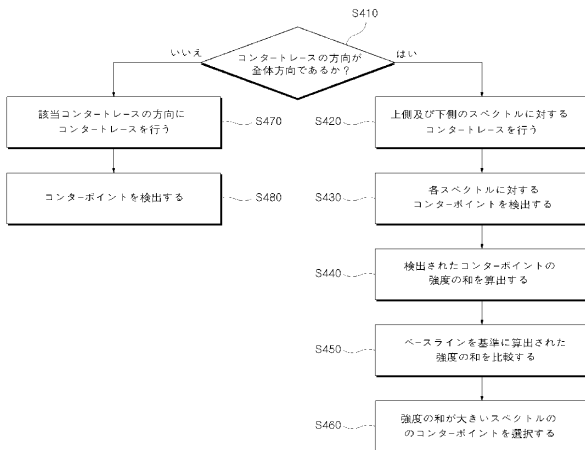 S410
コンターートレースの方向が
全体方向であるか？
いいえ
はい
該当コンタートレースの方向に
コンタートレースを行う
S470
S420
上側及び下側のスペクトルに対する
コンタートレースを行う
コンターポイントを検出する
S480
S430
各スペクトルに対する
コンターポイントを検出する
S440
検出されたコンターポイントの
強度の和を算出する
S450
ベースラインを基準に算出された
強度の和を比較する
S460
強度の和が大きいスペクトルの
のコンターポイントを選択する